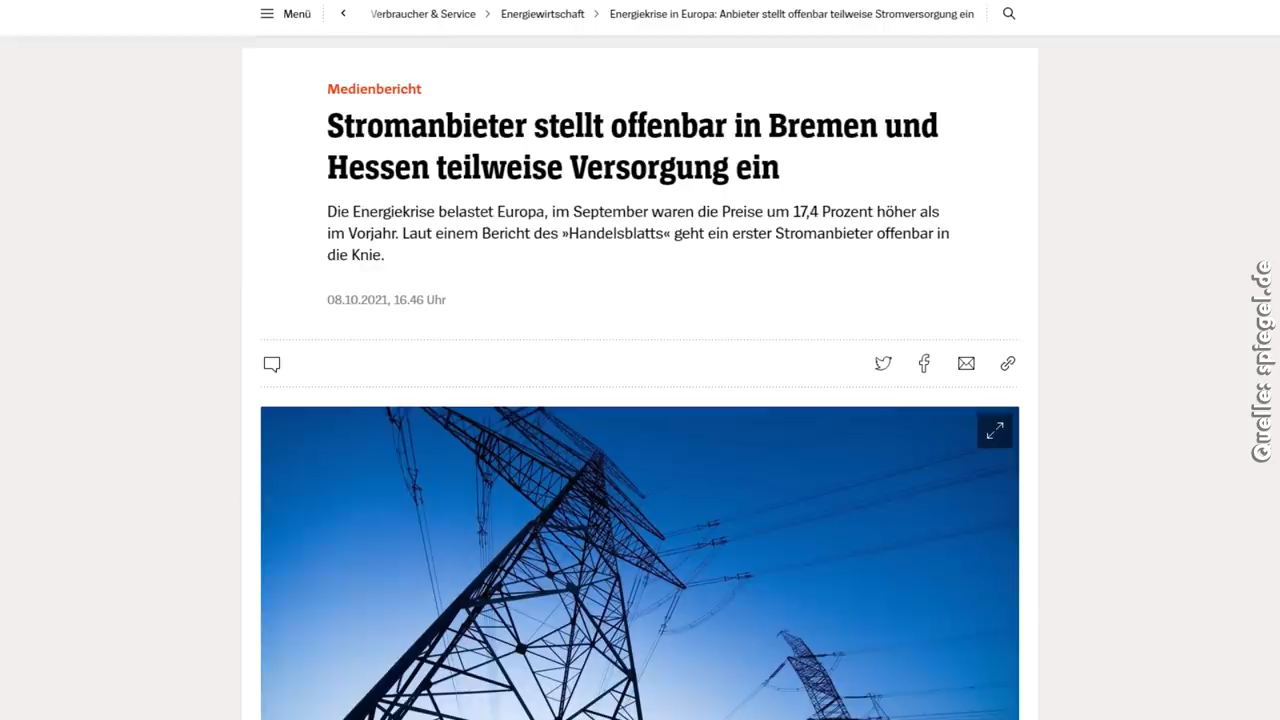 Menü
Verbraucher & Service
Energiewirtschaft
Energiekrise in Europa: Anbieter stellt offenbar teilweise Stromversorgung ein
Medienbericht
Stromanbieter stellt offenbar in Bremen und
Hessen teilweise Versorgung ein
Die Energiekrise belastet Europa, im September waren die Preise um 17,4 Prozent höher als
im Vorjahr. Laut einem Bericht des »Handelsblatts« geht ein erster Stromanbieter offenbar in
die Knie.
08.10.2021, 16.46 Uhr
Quelle: spiegel.de